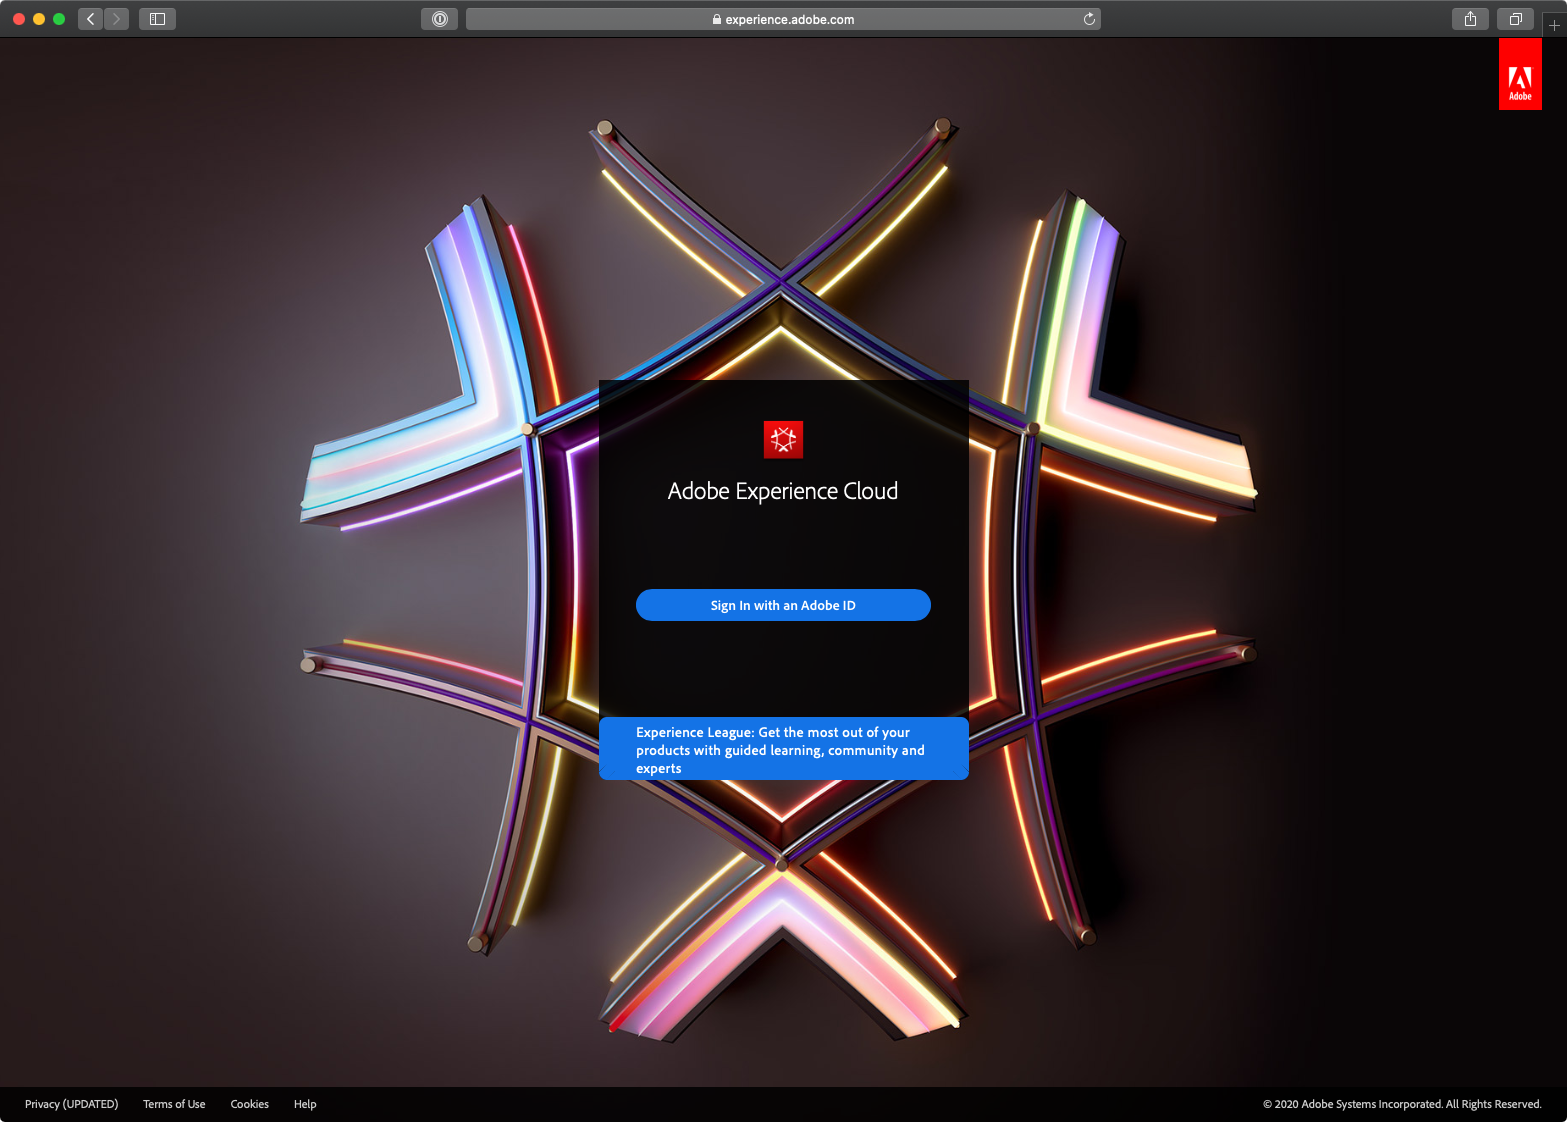 experience.adobe.com
Adobe
Adobe Experience Cloud
Sign In with an Adobe ID
Experience League: Get the most out of your
products with guided learning, community and
experts
Privacy (UPDATED) Terms of Use Cookies Help
© 2020 Adobe Systems Incorporated. All Rights Reserved.